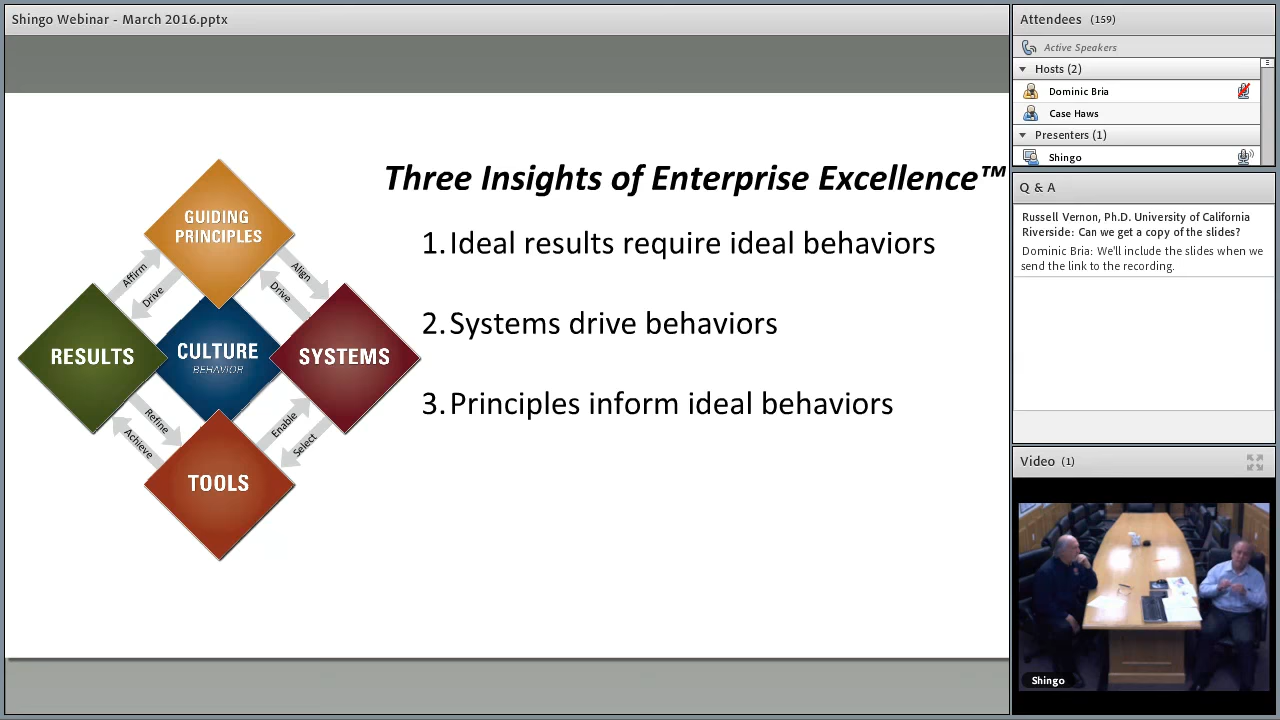 Shingo Webinar - March 2016.pptx
Three Insights of Enterprise Excellence™
1. Ideal results require ideal behaviors
2. Systems drive behaviors
3. Principles inform ideal behaviors
GUIDING
PRINCIPLES
Affirm
Drive
Align
Drive
RESULTS
CULTURE
BEHAVIOR
SYSTEMS
Refine
Achieve
Enable
Select
TOOLS
Attendees (159)
Active Speakers
Hosts (2)
Dominic Bria
Case Haws
Presenters (1)
Shingo
Q & A
Russell Vernon, Ph.D. University of California
Riverside: Can we get a copy of the slides?
Dominic Bria: We'll include the slides when we
send the link to the recording.
Video (1)
Shingo